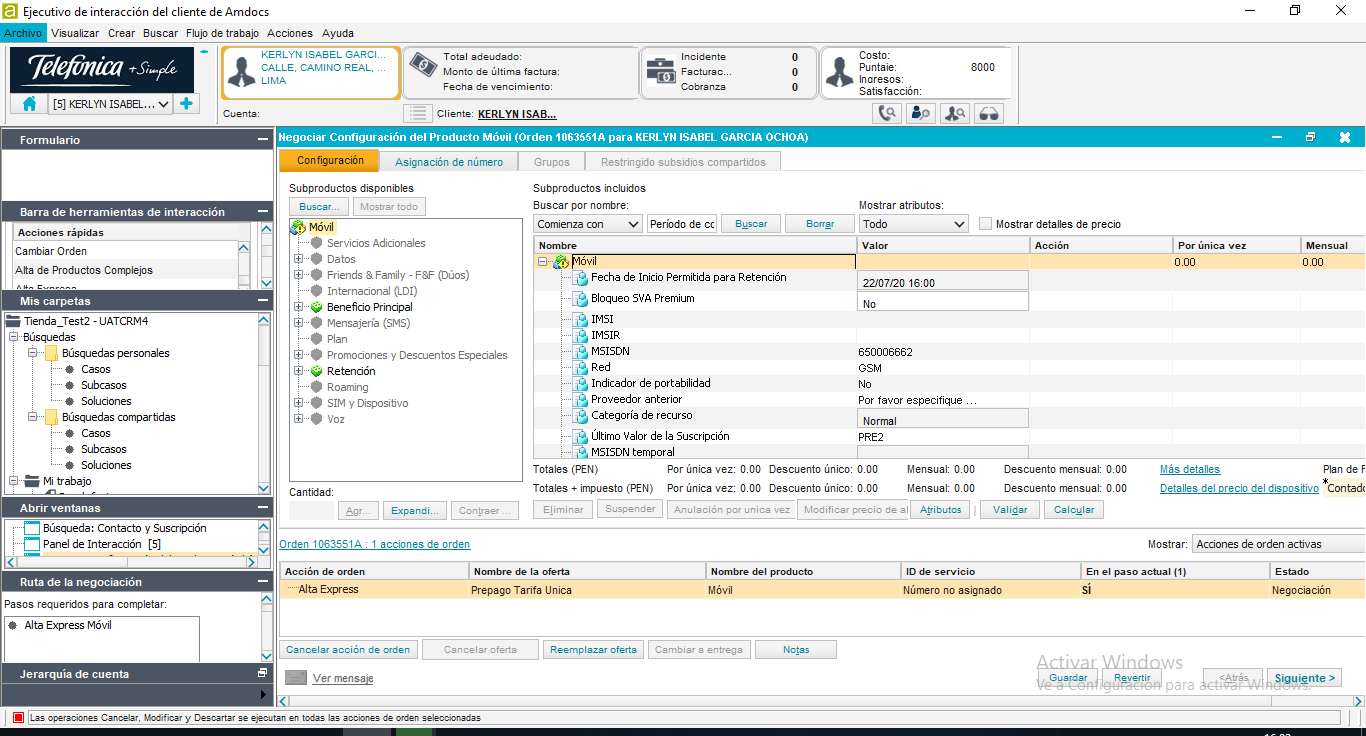 Ejecutivo de interacción del cliente de Amdocs
Archivo Visualizar Crear Buscar Flujo de trabajo Acciones Ayuda
Telefónica +Simple
[5] KERLYN ISABEL...
KERLYN ISABEL GARCI...
CALLE, CAMINO REAL, ...
LIMA
Total adeudado:
Monto de última factura:
Fecha de vencimiento:
Incidente 0
Facturac... 0
Cobranza 0
Costo:
Puntaje: 8000
Ingresos:
Satisfacción:
Cuenta:
Cliente: KERLYN ISAB...
Formulario
Barra de herramientas de interacción
Acciones rápidas
Cambiar Orden
Alta de Productos Complejos
Alta Express
Mis carpetas
Tienda_Test2 - UATCRM4
Búsquedas
Búsquedas personales
Casos
Subcasos
Soluciones
Búsquedas compartidas
Casos
Subcasos
Soluciones
Mi trabajo
Abrir ventanas
Búsqueda: Contacto y Suscripción
Panel de Interacción [5]
Ruta de la negociación
Pasos requeridos para completar:
Alta Express Móvil
Jerarquía de cuenta
Negociar Configuración del Producto Móvil (Orden 1063551A para KERLYN ISABEL GARCIA OCHOA)
Configuración Asignación de número Grupos Restringido subsidios compartidos
Subproductos disponibles
Buscar... Mostrar todo
Móvil
Servicios Adicionales
Datos
Friends & Family - F&F (Dúos)
Internacional (LDI)
Beneficio Principal
Mensajería (SMS)
Plan
Promociones y Descuentos Especiales
Retención
Roaming
SIM y Dispositivo
Voz
Cantidad:
Agr... Expandi... Contraer ...
Subproductos incluidos
Buscar por nombre: Mostrar atributos:
Comienza con Período de cc Buscar Borrar Todo Mostrar detalles de precio
Nombre Valor Acción Por única vez Mensual
Móvil 0.00 0.00
Fecha de Inicio Permitida para Retención 22/07/20 16:00
Bloqueo SVA Premium No
IMSI
IMSIR
MSISDN 650006662
Red GSM
Indicador de portabilidad No
Proveedor anterior Por favor especifique ...
Categoría de recurso Normal
Último Valor de la Suscripción PRE2
MSISDN temporal
Totales (PEN) Por única vez: 0.00 Descuento único: 0.00 Mensual: 0.00 Descuento mensual: 0.00 Más detalles Plan de F
Totales + impuesto (PEN) Por única vez: 0.00 Descuento único: 0.00 Mensual: 0.00 Descuento mensual: 0.00 Detalles del precio del dispositivo *Contado
Eliminar Suspender Anulación por unica vez Modificar precio de al Atributos | Validar Calcular
Orden 1063551A : 1 acciones de orden
Mostrar: Acciones de orden activas
Acción de orden Nombre de la oferta Nombre del producto ID de servicio En el paso actual (1) Estado
Alta Express Prepago Tarifa Unica Móvil Número no asignado SÍ Negociación
Cancelar acción de orden Cancelar oferta Reemplazar oferta Cambiar a entrega Notas
Ver mensaje
Guardar Revertir <Atrás Siguiente >
Activar Windows
Ve a Configuración para activar Windows.
Las operaciones Cancelar, Modificar y Descartar se ejecutan en todas las acciones de orden seleccionadas